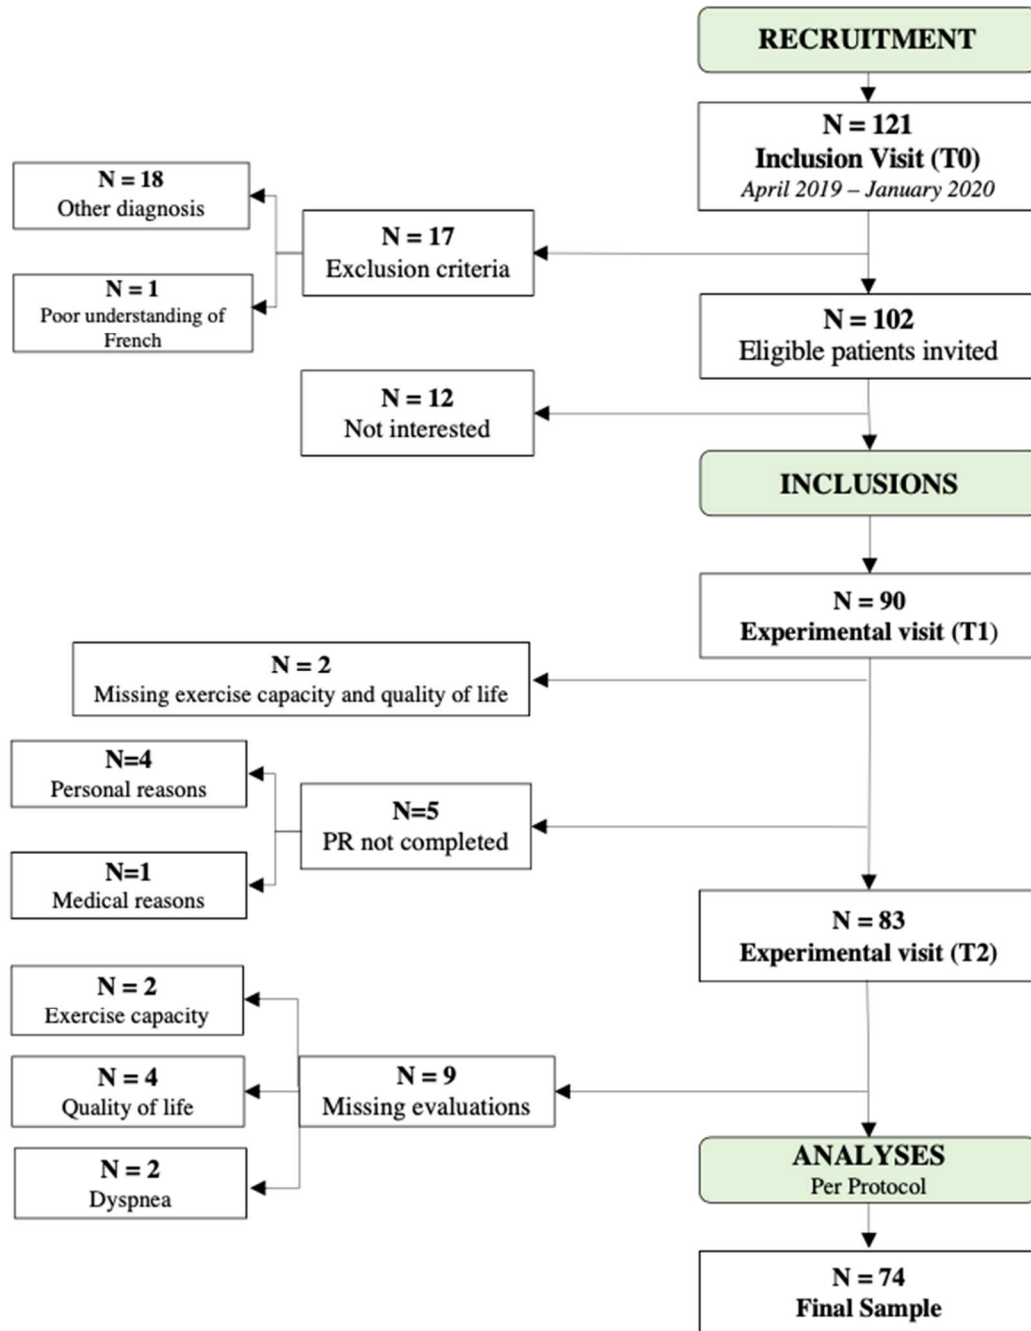 RECRUITMENT
N = 121
Inclusion Visit (T0)
April 2019 – January 2020
N = 18
Other diagnosis
N = 17
Exclusion criteria
N = 1
Poor understanding of
French
N = 102
Eligible patients invited
N = 12
Not interested
INCLUSIONS
N = 90
Experimental visit (T1)
N = 2
Missing exercise capacity and quality of life
N=4
Personal reasons
N=5
PR not completed
N=1
Medical reasons
N = 83
Experimental visit (T2)
N = 2
Exercise capacity
N = 4
Quality of life
N = 9
Missing evaluations
N = 2
Dyspnea
ANALYSES
Per Protocol
N = 74
Final Sample